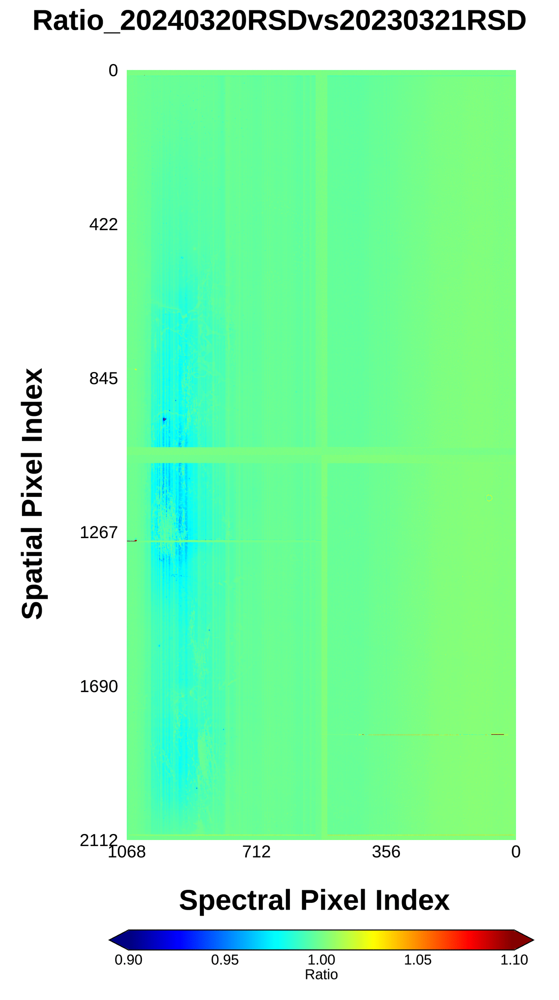 Ratio_20240320RSDvs20230321RSD
0
422
845
1267
1690
2112
Spatial Pixel Index
1068 712 356 0
Spectral Pixel Index
0.90 0.95 1.00 1.05 1.10
Ratio